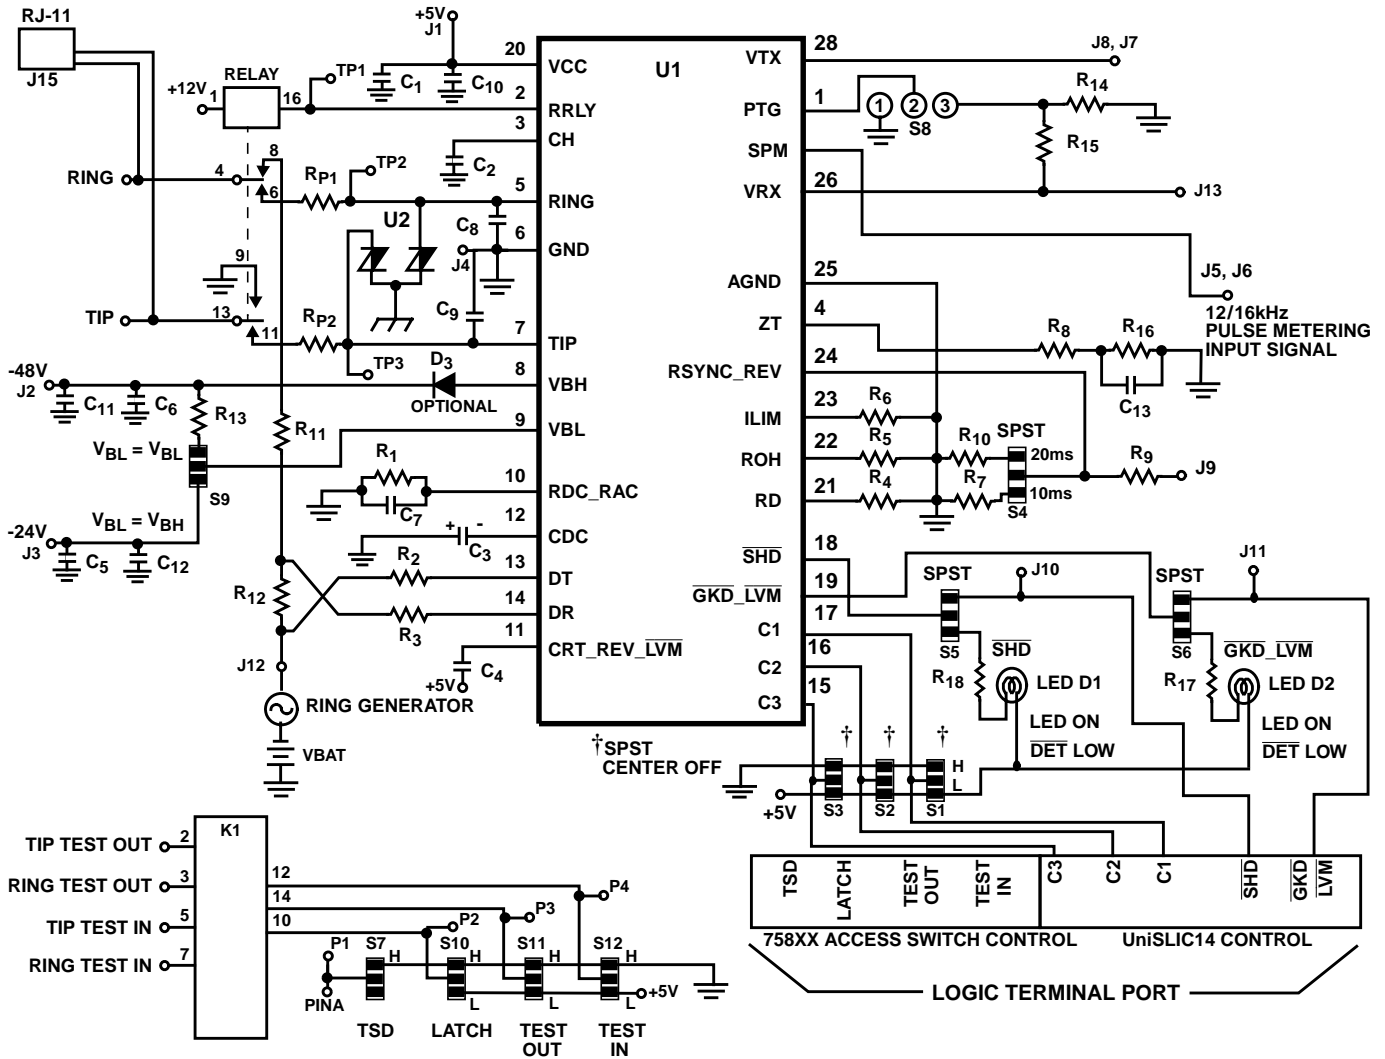 RJ-11
J15
+5V
J1
+12V
1
RELAY
16
TP1
C1
C10
20
VCC
2
RRLY
3
CH
C2
U1
RING
4
8
6
RP1
TP2
5
RING
U2
C8
6
GND
J4
9
C9
TIP
13
11
RP2
7
TIP
TP3
-48V
J2
C11
C6
R13
D3
OPTIONAL
8
VBH
VBL = VBL
R11
9
VBL
S9
R1
C7
10
RDC_RAC
-24V
J3
VBL = VBH
C5
C12
+ -
C3
12
CDC
R2
13
DT
R12
R3
14
DR
11
CRT_REV_LVM
J12
+5V
C4
RING GENERATOR
VBAT
28
VTX
J8, J7
1
PTG
1 2 3
S8
R14
R15
SPM
26
VRX
J13
25
AGND
J5, J6
12/16kHz
PULSE METERING
INPUT SIGNAL
4
ZT
R8
R16
C13
24
RSYNC_REV
23
ILIM
R6
22
ROH
R5
R10
SPST
20ms
R9
J9
21
RD
R4
R7
10ms
S4
18
SHD
19
GKD_LVM
17
C1
16
C2
15
C3
SPST
J10
S5
SHD
R18
LED D1
LED ON
DET LOW
SPST
J11
S6
GKD_LVM
R17
LED D2
LED ON
DET LOW
†SPST
CENTER OFF
† † †
H
L
+5V
S3
S2
S1
K1
TIP TEST OUT
2
RING TEST OUT
3
TIP TEST IN
5
RING TEST IN
7
12
14
10
P4
P3
P2
P1
PINA
S7
H
S10
H
L
S11
H
L
S12
H
L
+5V
TSD
LATCH
TEST
OUT
TEST
IN
TSD
LATCH
TEST
OUT
TEST
IN
C3
C2
C1
SHD
GKD
LVM
758XX ACCESS SWITCH CONTROL
UniSLIC14 CONTROL
LOGIC TERMINAL PORT